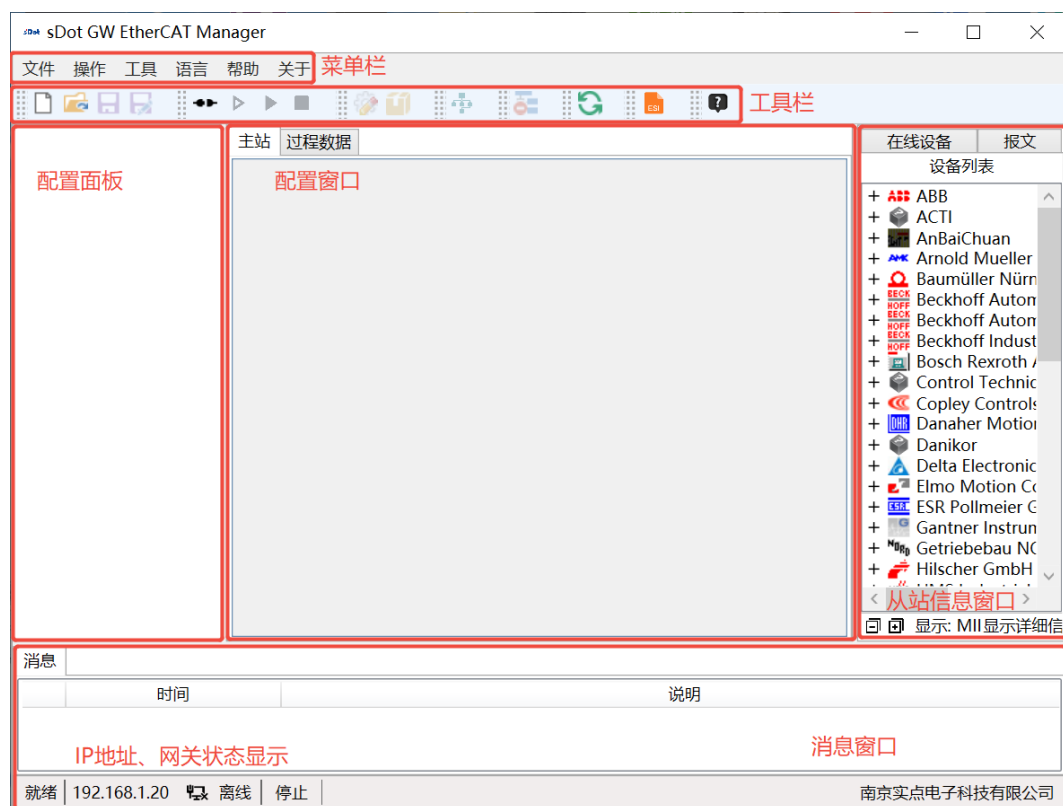 sDot GW EtherCAT Manager
文件 操作 工具 语言 帮助 关于 菜单栏
ESI 工具栏
主站 过程数据 在线设备 报文
设备列表
配置面板 配置窗口
ABB
ACTI
AnBaiChuan
Arnold Mueller
Baumüller Nürn
Beckhoff Autom
Beckhoff Autom
Beckhoff Indust
Bosch Rexroth A
Control Technic
Copley Controls
Danaher Motion
Danikor
Delta Electronic
Elmo Motion Co
ESR Pollmeier G
Gantner Instrum
Getriebebau NO
Hilscher GmbH
从站信息窗口
显示: MII显示详细信
消息
时间 说明
IP地址、网关状态显示 消息窗口
就绪 192.168.1.20 离线 停止 南京实点电子科技有限公司